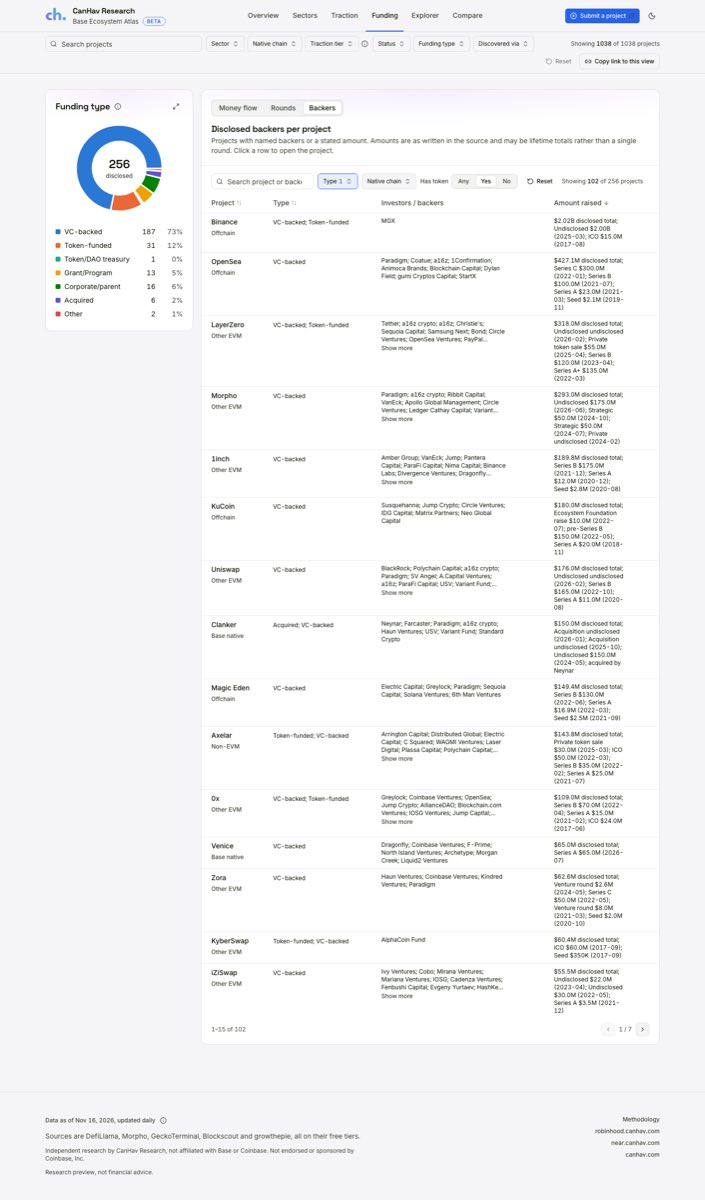 ch.
CanHav Research
Base Ecosystem Atlas BETA
Overview Sectors Traction Funding Explorer Compare
Submit a project
Search projects
Sector Native chain Traction tier Status Funding type Discovered via
Showing 1038 of 1038 projects
Reset Copy link to this view
Funding type
256
disclosed
VC-backed 187 73%
Token-funded 31 12%
Token/DAO treasury 1 0%
Grant/Program 13 5%
Corporate/parent 16 6%
Acquired 6 2%
Other 2 1%
Money flow Rounds Backers
Disclosed backers per project
Projects with named backers or a stated amount. Amounts are as written in the source and may be lifetime totals rather than a single
round. Click a row to open the project.
Search project or backe
Type 1 Native chain Has token Any Yes No Reset Showing 102 of 256 projects
Project Type Investors / backers Amount raised ↓
Binance
Offchain
VC-backed; Token-funded
MGX
$2.02B disclosed total;
Undisclosed $2.00B
(2025-03); ICO $15.0M
(2017-08)
OpenSea
Offchain
VC-backed
Paradigm; Coatue; a16z; 1Confirmation;
Animoca Brands; Blockchain Capital; Dylan
Field; gumi Cryptos Capital; StartX
$427.1M disclosed total;
Series C $300.0M
(2022-01); Series B
$100.0M (2021-07);
Series A $23.0M (2021-
03); Seed $2.1M (2019-
11)
LayerZero
Other EVM
VC-backed; Token-funded
Tether; a16z crypto; a16z; Christie's;
Sequoia Capital; Samsung Next; Bond; Circle
Ventures; OpenSea Ventures; PayPal...
Show more
$318.0M disclosed total;
Undisclosed undisclosed
(2026-02); Private
token sale $55.0M
(2025-04); Series B
$120.0M (2023-04);
Series A+ $135.0M
(2022-03)
Morpho
Other EVM
VC-backed
Paradigm; a16z crypto; Ribbit Capital;
VanEck; Apollo Global Management; Circle
Ventures; Ledger Cathay Capital; Variant...
Show more
$293.0M disclosed total;
Undisclosed $175.0M
(2026-06); Strategic
$50.0M (2024-10);
Strategic $50.0M
(2024-07); Private
undisclosed (2024-02)
1inch
Other EVM
VC-backed
Amber Group; VanEck; Jump; Pantera
Capital; ParaFi Capital; Nima Capital; Binance
Labs; Divergence Ventures; Dragonfly...
Show more
$189.8M disclosed total;
Series B $175.0M
(2021-12); Series A
$12.0M (2020-12);
Seed $2.8M (2020-08)
KuCoin
Offchain
VC-backed
Susquehanna; Jump Crypto; Circle Ventures;
IDG Capital; Matrix Partners; Neo Global
Capital
$180.0M disclosed total;
Ecosystem Foundation
raise $10.0M (2022-
07); pre-Series B
$150.0M (2022-05);
Series A $20.0M (2018-
11)
Uniswap
Other EVM
VC-backed
BlackRock; Polychain Capital; a16z crypto;
Paradigm; SV Angel; A.Capital Ventures;
a16z; ParaFi Capital; USV; Variant Fund;...
Show more
$176.0M disclosed total;
Undisclosed undisclosed
(2026-02); Series B
$165.0M (2022-10);
Series A $11.0M (2020-
08)
Clanker
Base native
Acquired; VC-backed
Neynar; Farcaster; Paradigm; a16z crypto;
Haun Ventures; USV; Variant Fund; Standard
Crypto
$150.0M disclosed total;
Acquisition undisclosed
(2026-01); Acquisition
undisclosed (2025-10);
Undisclosed $150.0M
(2024-05); acquired by
Neynar
Magic Eden
Offchain
VC-backed
Electric Capital; Greylock; Paradigm; Sequoia
Capital; Solana Ventures; 6th Man Ventures
$149.4M disclosed total;
Series B $130.0M
(2022-06); Series A
$16.9M (2022-03);
Seed $2.5M (2021-09)
Axelar
Non-EVM
Token-funded; VC-backed
Arrington Capital; Distributed Global; Electric
Capital; C Squared; WAGMI Ventures; Laser
Digital; Plassa Capital; Polychain Capital;...
Show more
$143.8M disclosed total;
Private token sale
$30.0M (2025-03); ICO
$50.0M (2022-03);
Series B $35.0M (2022-
02); Series A $25.0M
(2021-07)
0x
Other EVM
VC-backed; Token-funded
Greylock; Coinbase Ventures; OpenSea;
Jump Crypto; AllianceDAO; Blockchain.com
Ventures; IOSG Ventures; Jump Capital;...
Show more
$109.0M disclosed total;
Series B $70.0M (2022-
04); Series A $15.0M
(2021-02); ICO $24.0M
(2017-06)
Venice
Base native
VC-backed
Dragonfly; Coinbase Ventures; F-Prime;
North Island Ventures; Archetype; Morgan
Creek; Liquid2 Ventures
$65.0M disclosed total;
Series A $65.0M (2026-
07)
Zora
Other EVM
VC-backed
Haun Ventures; Coinbase Ventures; Kindred
Ventures; Paradigm
$62.6M disclosed total;
Venture round $2.6M
(2024-05); Series C
$50.0M (2022-05);
Venture round $8.0M
(2021-03); Seed $2.0M
(2020-10)
KyberSwap
Other EVM
Token-funded; VC-backed
AlphaCoin Fund
$60.4M disclosed total;
ICO $60.0M (2017-09);
Seed $350K (2017-09)
iZiSwap
Other EVM
VC-backed
Ivy Ventures; Cobo; Mirana Ventures;
Mariana Ventures; IOSG; Cadenza Ventures;
Fenbushi Capital; Evgeny Yurtaev; HashKe...
Show more
$55.5M disclosed total;
Undisclosed $22.0M
(2023-04); Undisclosed
$30.0M (2022-05);
Series A $3.5M (2021-
12)
1-15 of 102
1 / 7
Data as of Nov 16, 2026, updated daily
Sources are DefiLlama, Morpho, GeckoTerminal, Blockscout and growthepie, all on their free tiers.
Independent research by CanHav Research, not affiliated with Base or Coinbase. Not endorsed or sponsored by
Coinbase, Inc.
Research preview, not financial advice.
Methodology
robinhood.canhav.com
near.canhav.com
canhav.com